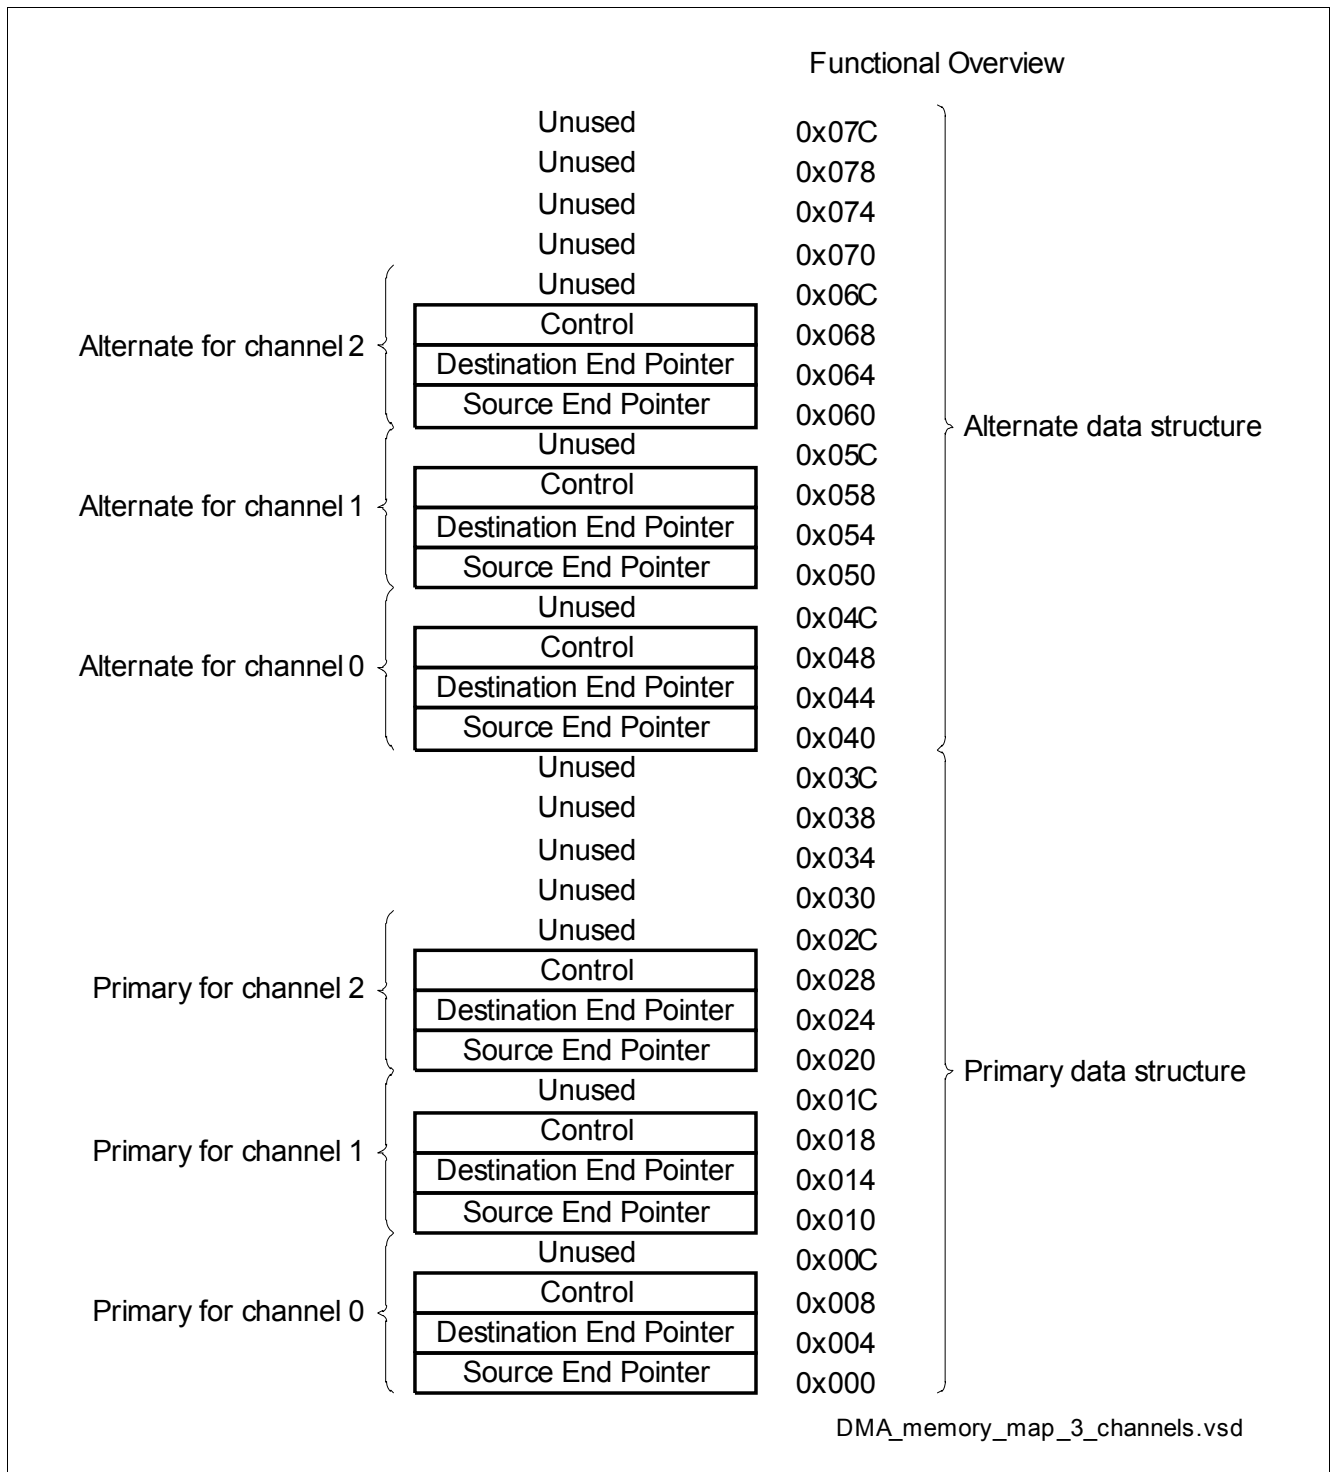 Functional Overview
Unused 0x07C
Unused 0x078
Unused 0x074
Unused 0x070
Unused 0x06C
Control 0x068
Alternate for channel 2
Destination End Pointer 0x064
Source End Pointer 0x060
Alternate data structure
Unused 0x05C
Control 0x058
Alternate for channel 1
Destination End Pointer 0x054
Source End Pointer 0x050
Unused 0x04C
Control 0x048
Alternate for channel 0
Destination End Pointer 0x044
Source End Pointer 0x040
Unused 0x03C
Unused 0x038
Unused 0x034
Unused 0x030
Unused 0x02C
Control 0x028
Primary for channel 2
Destination End Pointer 0x024
Source End Pointer 0x020
Primary data structure
Unused 0x01C
Control 0x018
Primary for channel 1
Destination End Pointer 0x014
Source End Pointer 0x010
Unused 0x00C
Control 0x008
Primary for channel 0
Destination End Pointer 0x004
Source End Pointer 0x000
DMA_memory_map_3_channels.vsd